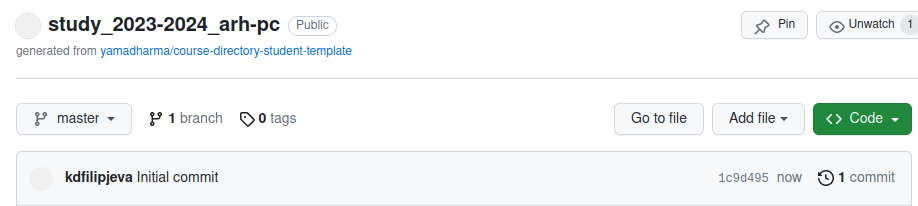 study_2023-2024_arh-pc Public Pin Unwatch 1
generated from yamadharma/course-directory-student-template
master 1 branch 0 tags Go to file Add file Code
kdfilipjeva Initial commit 1c9d495 now 1 commit